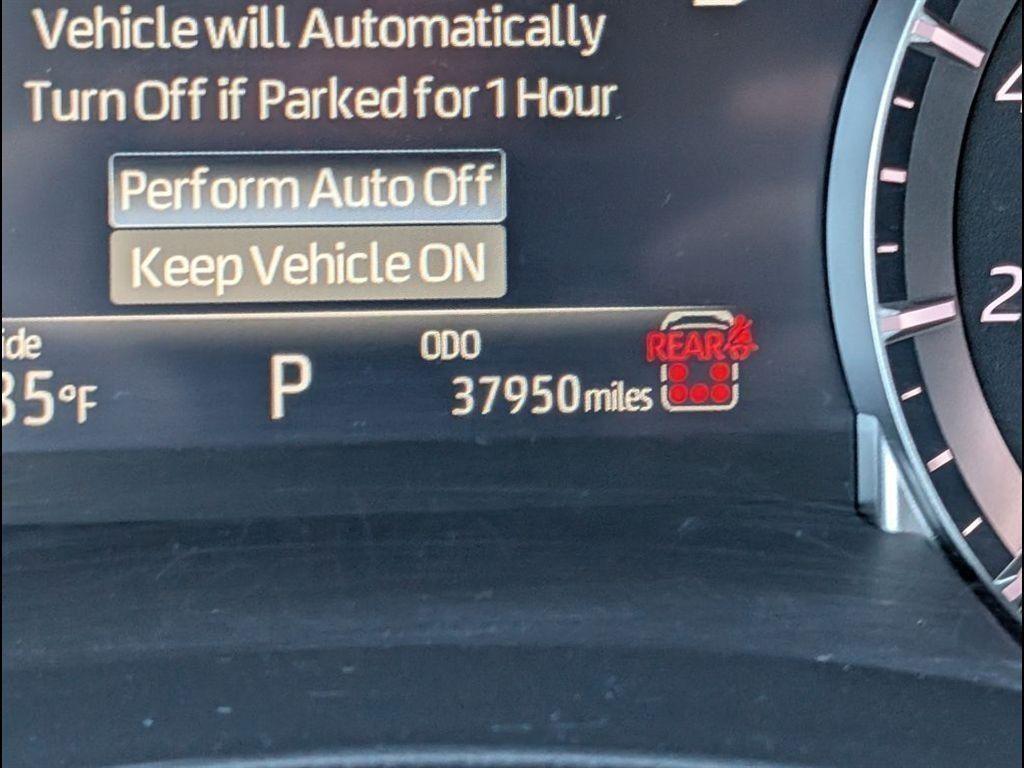 Vehicle will Automatically
Turn Off if Parked for 1 Hour
Perform Auto Off
Keep Vehicle ON
ODO
REAR
P
37950 miles
°F
2